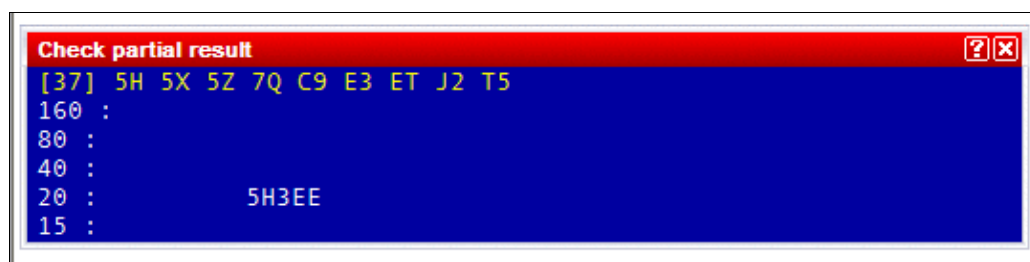 Check partial result
[37] 5H 5X 5Z 7Q C9 E3 ET J2 T5
160 :
80 :
40 :
20 : 5H3EE
15 :